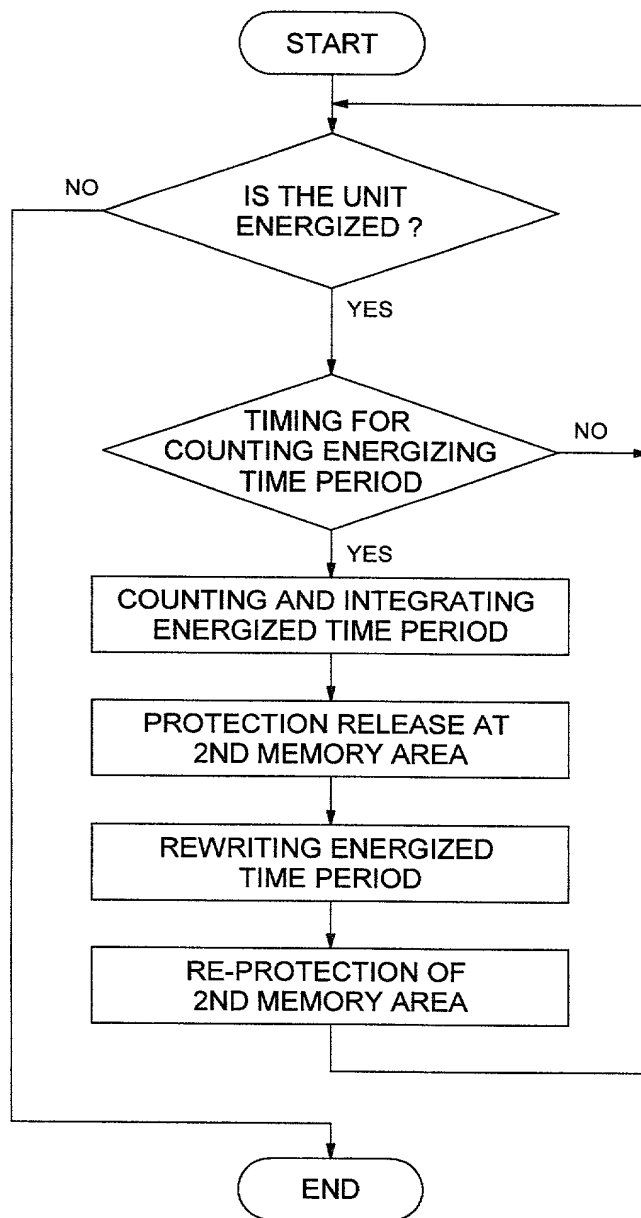 START
NO
IS THE UNIT
ENERGIZED ?
YES
TIMING FOR
COUNTING ENERGIZING
TIME PERIOD
NO
YES
COUNTING AND INTEGRATING
ENERGIZED TIME PERIOD
PROTECTION RELEASE AT
2ND MEMORY AREA
REWRITING ENERGIZED
TIME PERIOD
RE-PROTECTION OF
2ND MEMORY AREA
END